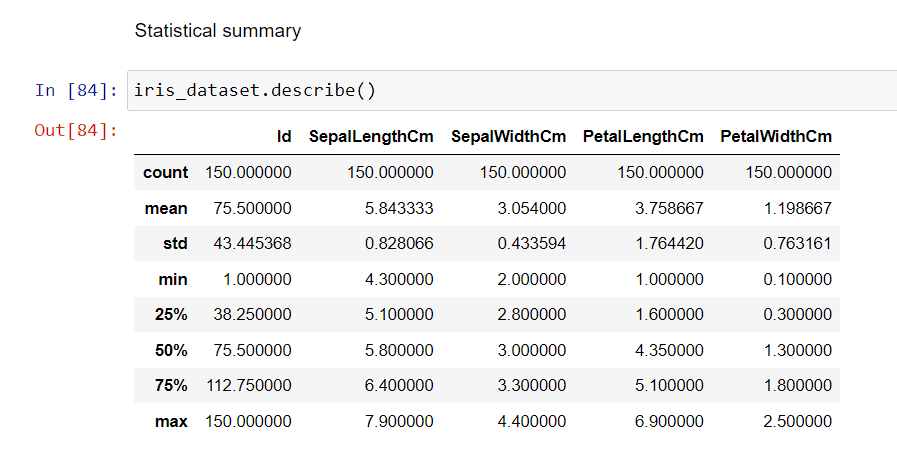 Statistical summary
In [84]: iris_dataset.describe()
Out[84]:
Id SepalLengthCm SepalWidthCm PetalLengthCm PetalWidthCm
count 150.000000 150.000000 150.000000 150.000000 150.000000
mean 75.500000 5.843333 3.054000 3.758667 1.198667
std 43.445368 0.828066 0.433594 1.764420 0.763161
min 1.000000 4.300000 2.000000 1.000000 0.100000
25% 38.250000 5.100000 2.800000 1.600000 0.300000
50% 75.500000 5.800000 3.000000 4.350000 1.300000
75% 112.750000 6.400000 3.300000 5.100000 1.800000
max 150.000000 7.900000 4.400000 6.900000 2.500000